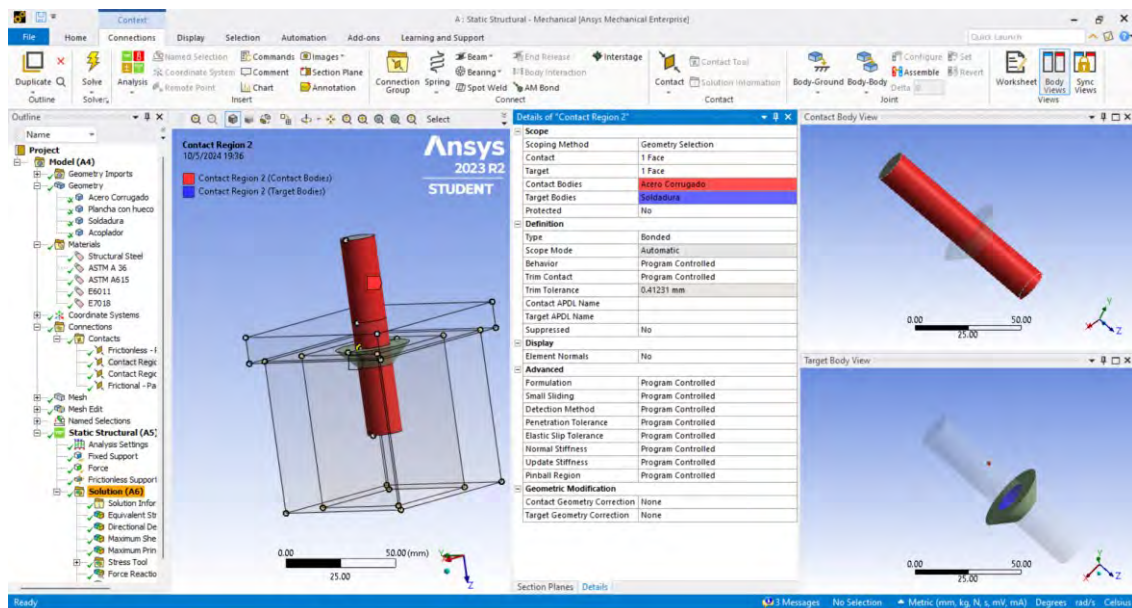 Context
A : Static Structural - Mechanical [Ansys Mechanical Enterprise]
File Home Connections Display Selection Automation Add-ons Learning and Support
Quick Launch
Duplicate
Outline
Solve
Solver
Analysis
Named Selection
Coordinate System
Remote Point
Commands
Comment
Chart
Images
Section Plane
Annotation
Insert
Connection Group
Spring
Beam
Bearing
Spot Weld
End Release
Body Interaction
AM Bond
Interstage
Connect
Contact
Contact Tool
Solution Information
Contact
Body-Ground
Body-Body
Configure
Set
Assemble
Revert
Delta
Joint
Worksheet
Body Views
Sync Views
Views
Outline
Name
Project
Model (A4)
Geometry Imports
Geometry
Acero Corrugado
Plancha con hueco
Soldadura
Acoplador
Materials
Structural Steel
ASTM A 36
ASTM A615
E6011
E7018
Coordinate Systems
Connections
Contacts
Frictionless - F
Contact Regic
Contact Regic
Frictional - Pa
Mesh
Mesh Edit
Named Selections
Static Structural (A5)
Analysis Settings
Fixed Support
Force
Frictionless Support
Solution (A6)
Solution Infor
Equivalent Str
Directional De
Maximum She
Maximum Prin
Stress Tool
Force Reactio
Select
Contact Region 2
10/5/2024 19:36
Contact Region 2 (Contact Bodies)
Contact Region 2 (Target Bodies)
Ansys
2023 R2
STUDENT
0.00 50.00 (mm)
25.00
Z
Details of "Contact Region 2"
Scope
Scoping Method Geometry Selection
Contact 1 Face
Target 1 Face
Contact Bodies Acero Corrugado
Target Bodies Soldadura
Protected No
Definition
Type Bonded
Scope Mode Automatic
Behavior Program Controlled
Trim Contact Program Controlled
Trim Tolerance 0.41231 mm
Contact APDL Name
Target APDL Name
Suppressed No
Display
Element Normals No
Advanced
Formulation Program Controlled
Small Sliding Program Controlled
Detection Method Program Controlled
Penetration Tolerance Program Controlled
Elastic Slip Tolerance Program Controlled
Normal Stiffness Program Controlled
Update Stiffness Program Controlled
Pinball Region Program Controlled
Geometric Modification
Contact Geometry Correction None
Target Geometry Correction None
Section Planes Details
Contact Body View
0.00 50.00
25.00
Y
Z
Target Body View
0.00 50.00
25.00
Y
Z
Ready
3 Messages No Selection Metric (mm, kg, N, s, mV, mA) Degrees rad/s Celsius